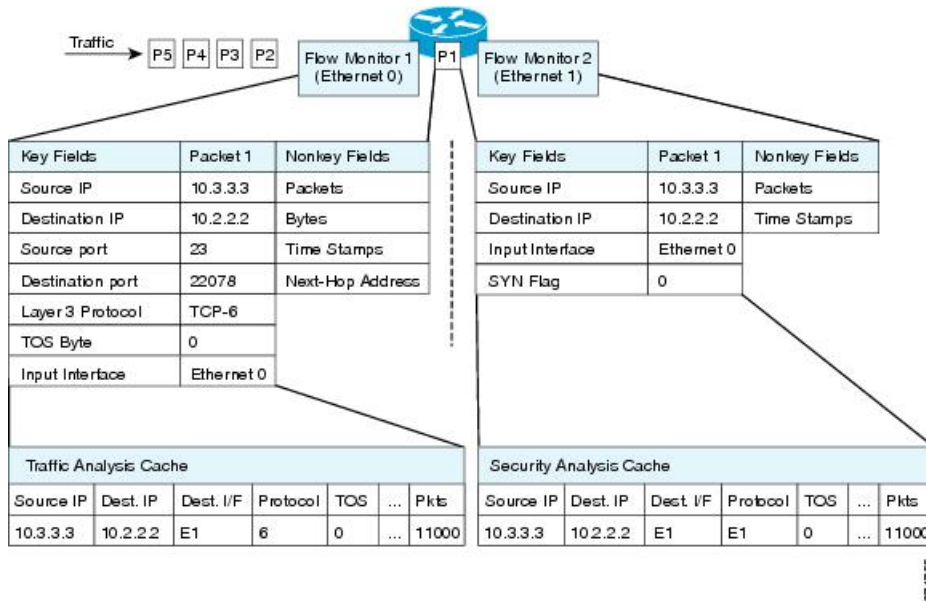 Traffic
P5 P4 P3 P2
Flow Monitor 1
(Ethernet 0)
P1
Flow Monitor 2
(Ethernet 1)
Key Fields Packet 1 Nonkey Fields
Source IP 10.3.3.3 Packets
Destination IP 10.2.2.2 Bytes
Source port 23 Time Stamps
Destination port 22078 Next-Hop Address
Layer 3 Protocol TCP-6
TOS Byte 0
Input Interface Ethernet 0
Key Fields Packet 1 Nonkey Fields
Source IP 10.3.3.3 Packets
Destination IP 10.2.2.2 Time Stamps
Input Interface Ethernet 0
SYN Flag 0
Traffic Analysis Cache
Source IP Dest. IP Dest. I/F Protocol TOS ... Pkts
10.3.3.3 10.2.2.2 E1 6 0 ... 11000
Security Analysis Cache
Source IP Dest. IP Dest. I/F Protocol TOS ... Pkts
10.3.3.3 10.2.2.2 E1 E1 0 ... 11000